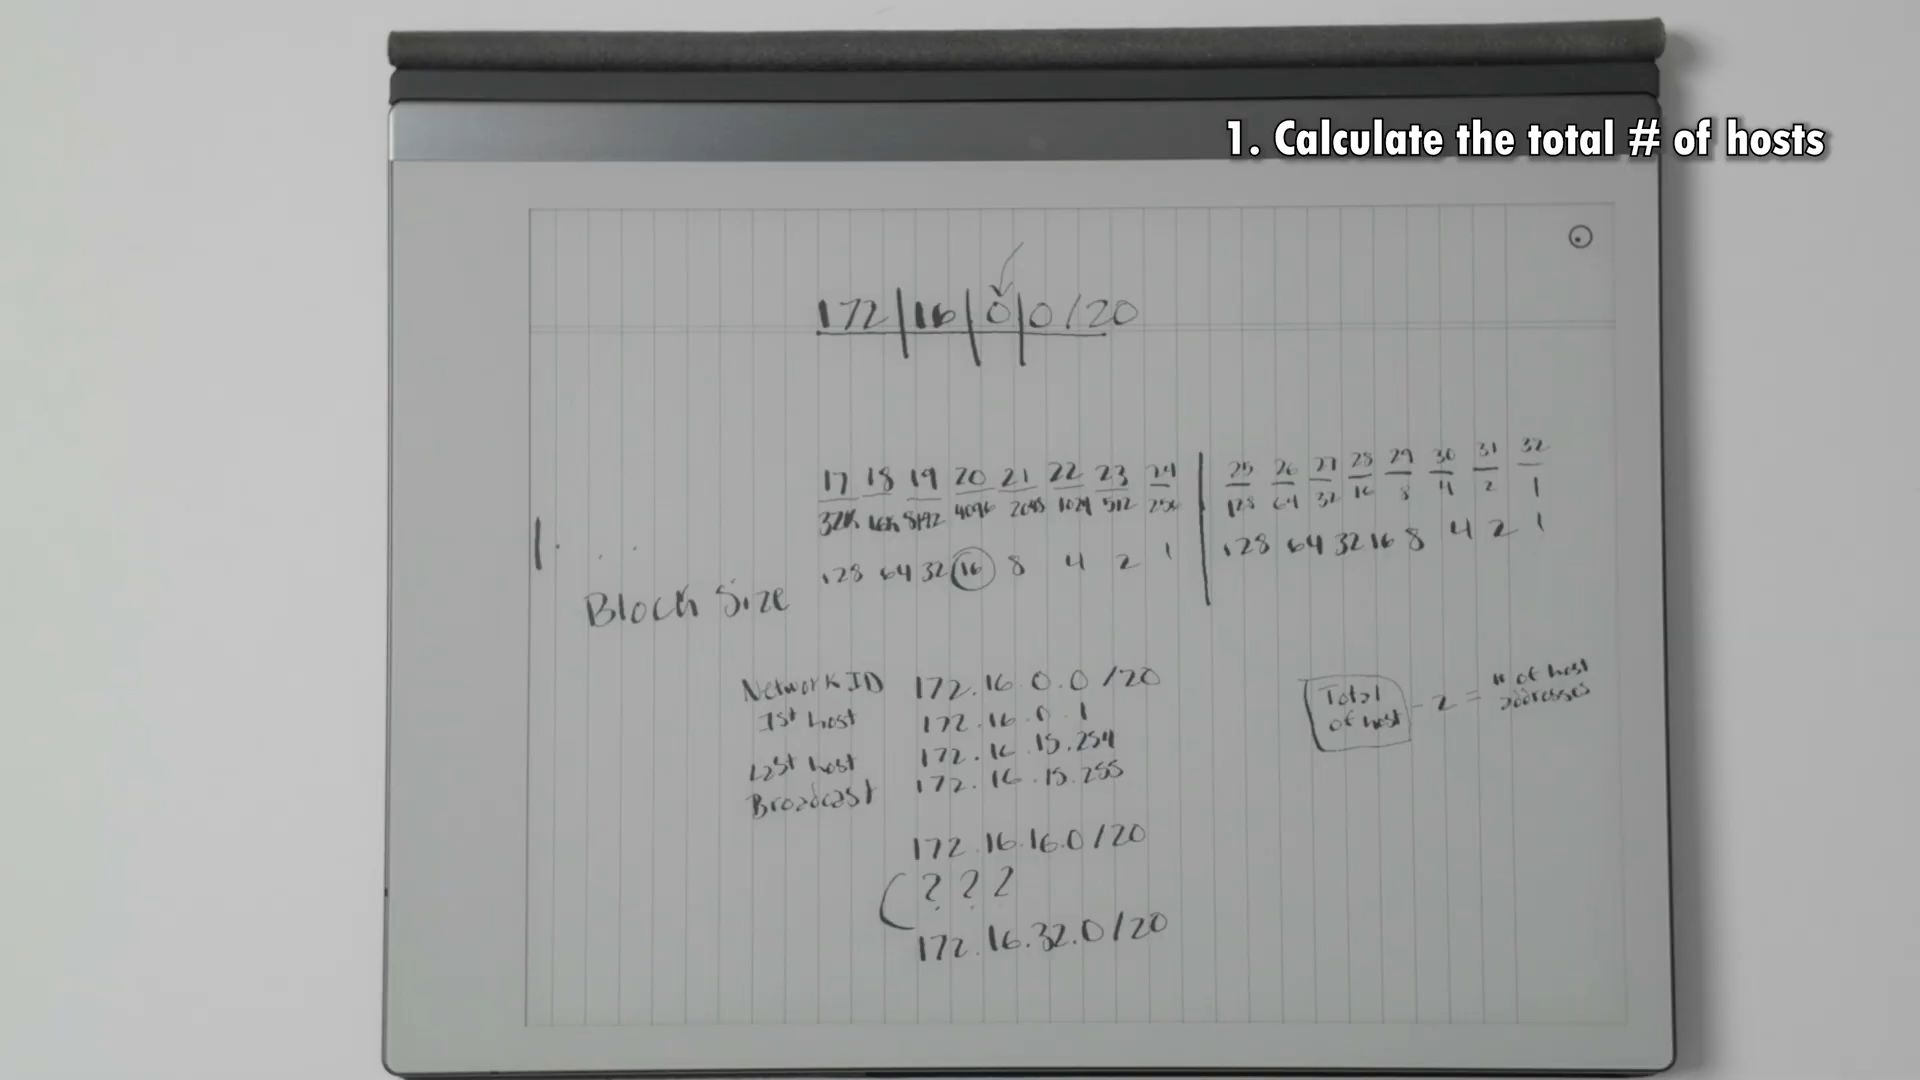 1. Calculate the total # of hosts
172|16|0|0/20
17 18 19 20 21 22 23 24 | 25 26 27 28 29 30 31 32
32K 16K 8192 4096 2048 1024 512 256 | 128 64 32 16 8 4 2 1
128 64 32 16 8 4 2 1 | 128 64 32 16 8 4 2 1
Block Size
Network ID 172.16.0.0/20
1st host 172.16.0.1
Last host 172.16.15.254
Broadcast 172.16.15.255
Total of host - 2 = # of host addresses
172.16.16.0/20
( ? ? ?
172.16.32.0/20